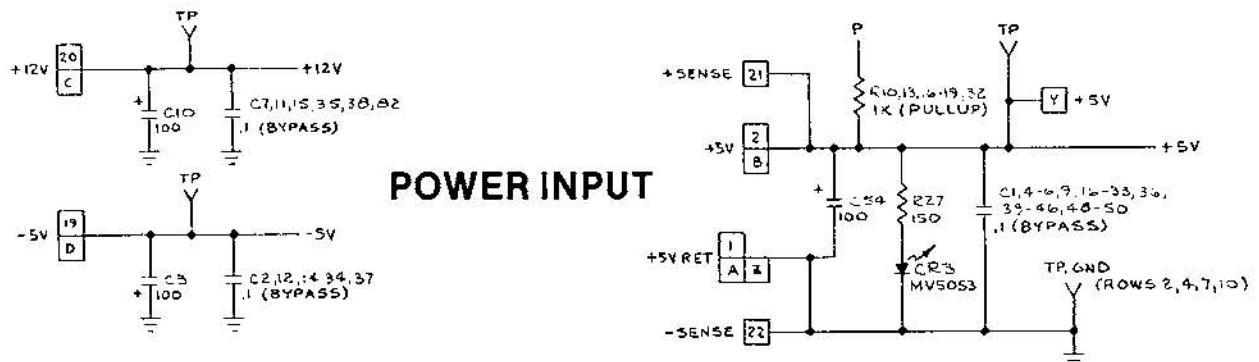 TP
+12V 20 C +12V
+ C10
100
C7,11,15,35,38,82
.1 (BYPASS)
TP
-5V 19 D -5V
+ C3
100
C2,12,14,34,37
.1 (BYPASS)
POWER INPUT
P
TP
+SENSE 21
R10,13,16-19,32
1K (PULLUP)
Y +5V
+5V 2 B +5V
+ C54
100
R27
150
C1,4-6,9,16-33,36,
39-46,48-50
.1 (BYPASS)
+5V RET 1 A Z
CR3
MV5053
TP, GND
(ROWS 2,4,7,10)
-SENSE 22